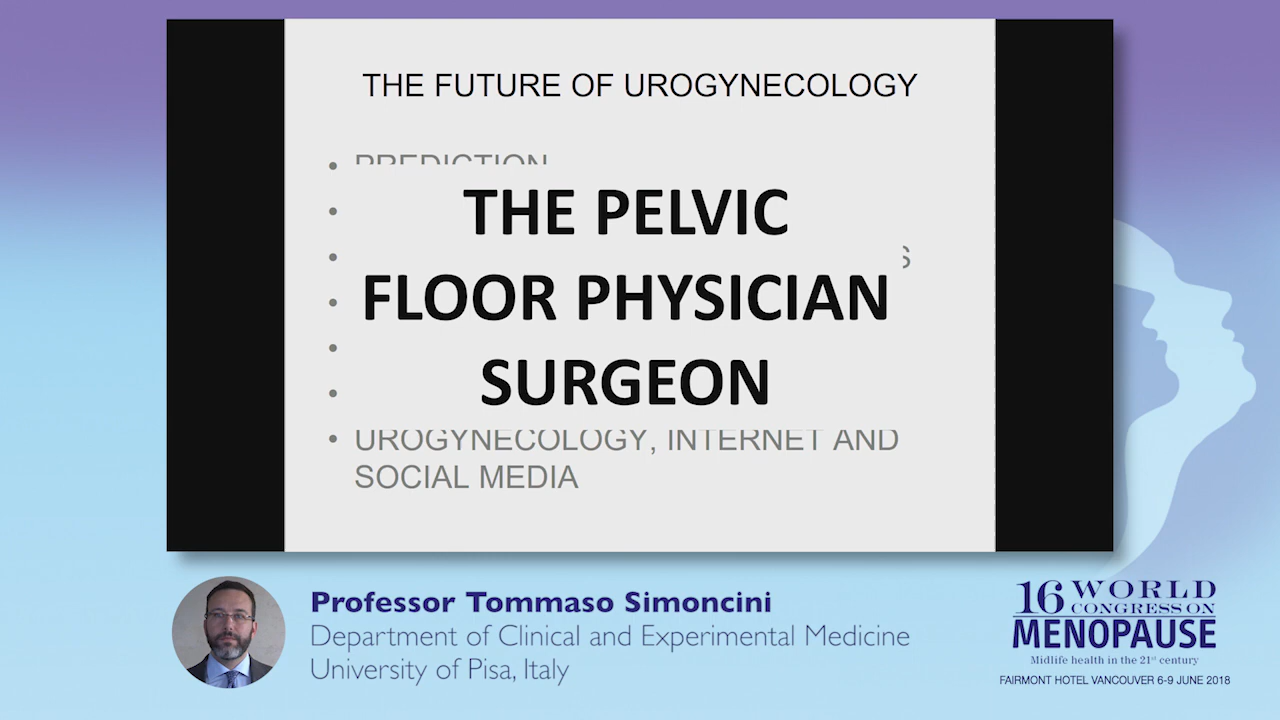 THE FUTURE OF UROGYNECOLOGY
• PREDICTION
•
THE PELVIC
•
FLOOR PHYSICIAN
•
•
SURGEON
•
• UROGYNECOLOGY, INTERNET AND
SOCIAL MEDIA
Professor Tommaso Simoncini
Department of Clinical and Experimental Medicine
University of Pisa, Italy
16 WORLD
CONGRESS ON
MENOPAUSE
Midlife health in the 21st century
FAIRMONT HOTEL VANCOUVER 6-9 JUNE 2018